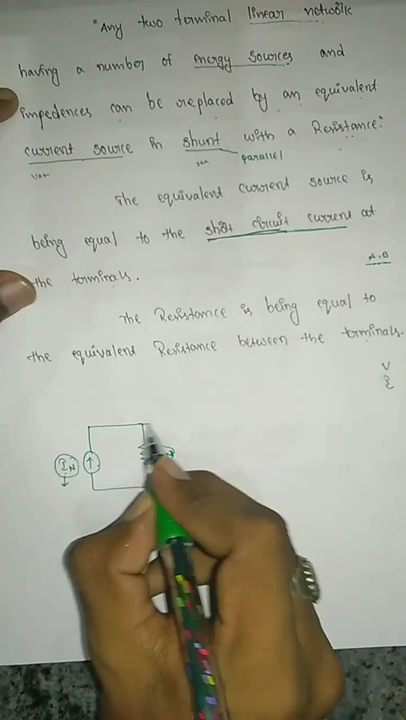 "Any two terminal linear network
having a number of energy sources and
impedences can be replaced by an equivalent
current source in shunt with a Resistance."
parallel
The equivalent current source is
being equal to the short circuit current at
the terminals.
A.B
The Resistance is being equal to
the equivalent Resistance between the terminals.
V
IN